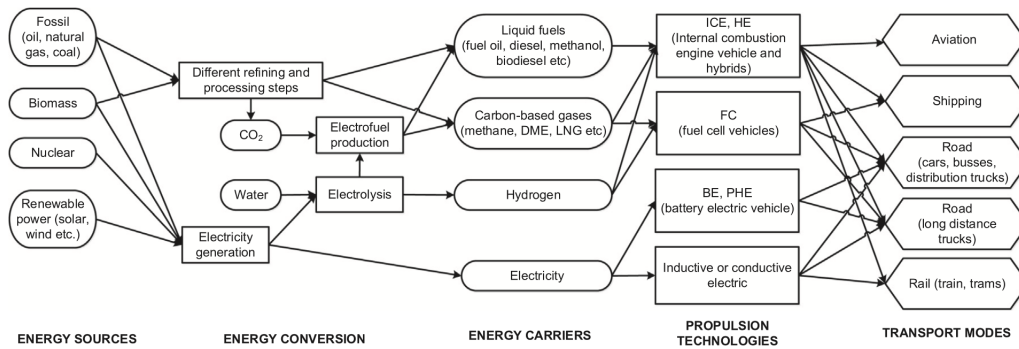 Fossil
(oil, natural
gas, coal)
Biomass
Nuclear
Renewable
power (solar,
wind etc.)
Different refining and
processing steps
CO₂
Electrofuel
production
Water
Electrolysis
Electricity
generation
Liquid fuels
(fuel oil, diesel, methanol,
biodiesel etc)
Carbon-based gases
(methane, DME, LNG etc)
Hydrogen
Electricity
ICE, HE
(Internal combustion
engine vehicle and
hybrids)
FC
(fuel cell vehicles)
BE, PHE
(battery electric vehicle)
Inductive or conductive
electric
Aviation
Shipping
Road
(cars, busses,
distribution trucks)
Road
(long distance
trucks)
Rail (train, trams)
ENERGY SOURCES
ENERGY CONVERSION
ENERGY CARRIERS
PROPULSION
TECHNOLOGIES
TRANSPORT MODES